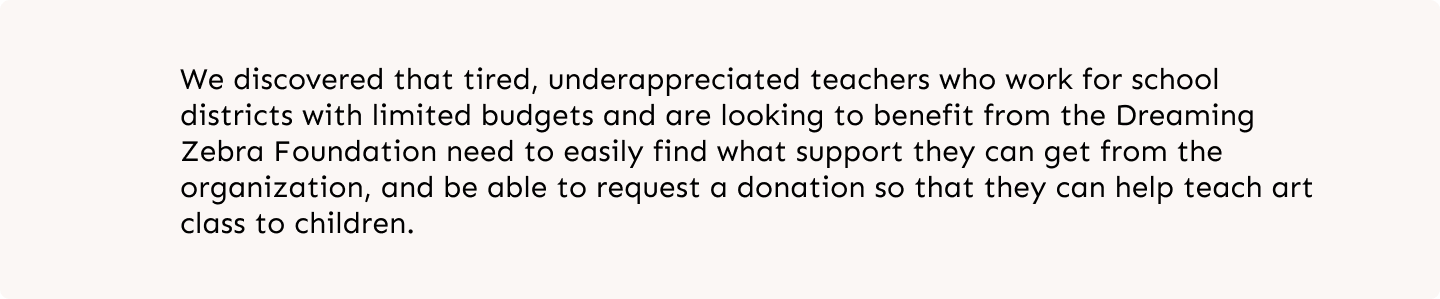 We discovered that tired, underappreciated teachers who work for school
districts with limited budgets and are looking to benefit from the Dreaming
Zebra Foundation need to easily find what support they can get from the
organization, and be able to request a donation so that they can help teach art
class to children.